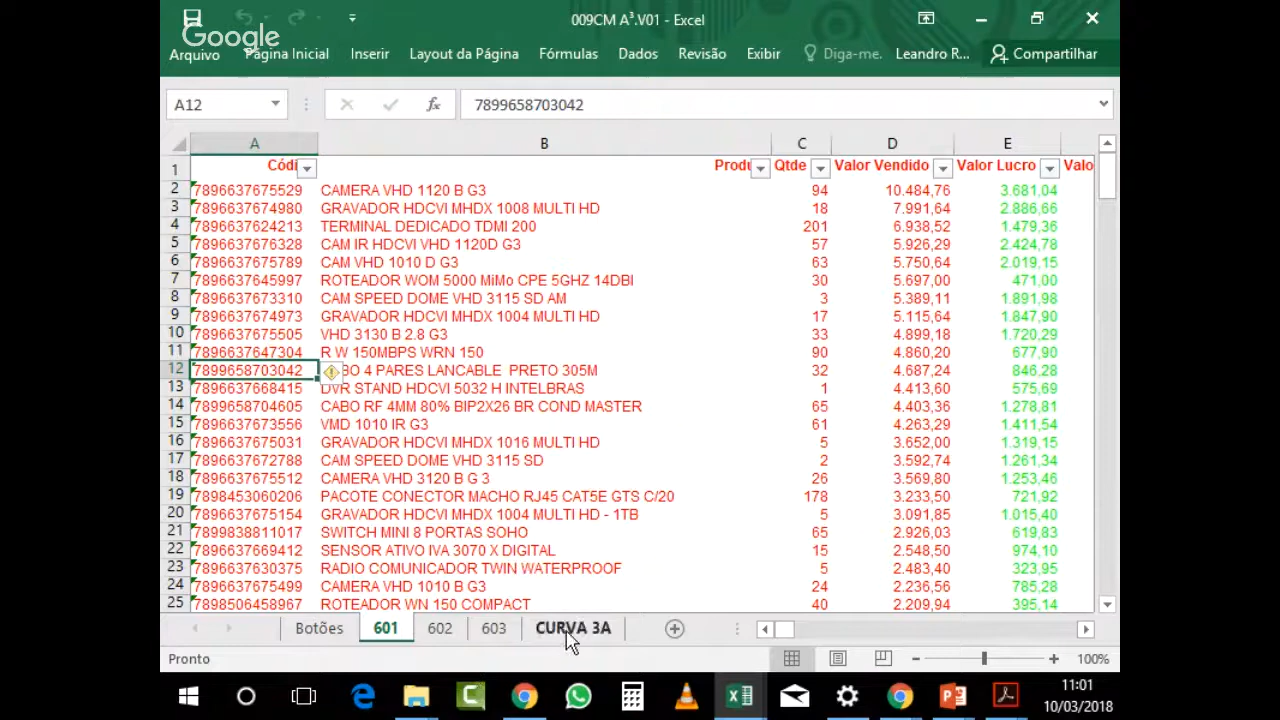 009CM A³.V01 - Excel
Google
Arquivo Página Inicial Inserir Layout da Página Fórmulas Dados Revisão Exibir Diga-me. Leandro R... Compartilhar
A12 fx 7899658703042
A B C D E
1 Códi Produ Qtde Valor Vendido Valor Lucro Valo
2 7896637675529 CAMERA VHD 1120 B G3 94 10.484,76 3.681,04
3 7896637674980 GRAVADOR HDCVI MHDX 1008 MULTI HD 18 7.991,64 2.886,66
4 7896637624213 TERMINAL DEDICADO TDMI 200 201 6.938,52 1.479,36
5 7896637676328 CAM IR HDCVI VHD 1120D G3 57 5.926,29 2.424,78
6 7896637675789 CAM VHD 1010 D G3 63 5.750,64 2.019,15
7 7896637645997 ROTEADOR WOM 5000 MiMo CPE 5GHZ 14DBI 30 5.697,00 471,00
8 7896637673310 CAM SPEED DOME VHD 3115 SD AM 3 5.389,11 1.891,98
9 7896637674973 GRAVADOR HDCVI MHDX 1004 MULTI HD 17 5.115,64 1.847,90
10 7896637675505 VHD 3130 B 2.8 G3 33 4.899,18 1.720,29
11 7896637647304 R W 150MBPS WRN 150 90 4.860,20 677,90
12 7899658703042 BO 4 PARES LANCABLE PRETO 305M 32 4.687,24 846,28
13 7896637668415 DVR STAND HDCVI 5032 H INTELBRAS 1 4.413,60 575,69
14 7899658704605 CABO RF 4MM 80% BIP2X26 BR COND MASTER 65 4.403,36 1.278,81
15 7896637673556 VMD 1010 IR G3 61 4.263,29 1.411,54
16 7896637675031 GRAVADOR HDCVI MHDX 1016 MULTI HD 5 3.652,00 1.319,15
17 7896637672788 CAM SPEED DOME VHD 3115 SD 2 3.592,74 1.261,34
18 7896637675512 CAMERA VHD 3120 B G 3 26 3.569,80 1.253,46
19 7898453060206 PACOTE CONECTOR MACHO RJ45 CAT5E GTS C/20 178 3.233,50 721,92
20 7896637675154 GRAVADOR HDCVI MHDX 1004 MULTI HD - 1TB 5 3.091,85 1.015,40
21 7899838811017 SWITCH MINI 8 PORTAS SOHO 65 2.926,03 619,83
22 7896637669412 SENSOR ATIVO IVA 3070 X DIGITAL 15 2.548,50 974,10
23 7896637630375 RADIO COMUNICADOR TWIN WATERPROOF 5 2.483,40 323,95
24 7896637675499 CAMERA VHD 1010 B G3 24 2.236,56 785,28
25 7898506458967 ROTEADOR WN 150 COMPACT 40 2.209,94 395,14
Botões 601 602 603 CURVA 3A
Pronto 100%
11:01
10/03/2018